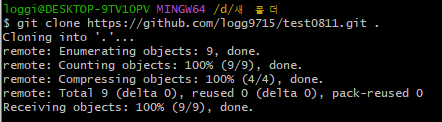 loggi@DESKTOP-9TV1OPV MINGW64 /d/새 폴더
$ git clone https://github.com/logg9715/test0811.git .
Cloning into '.'...
remote: Enumerating objects: 9, done.
remote: Counting objects: 100% (9/9), done.
remote: Compressing objects: 100% (4/4), done.
remote: Total 9 (delta 0), reused 0 (delta 0), pack-reused 0
Receiving objects: 100% (9/9), done.